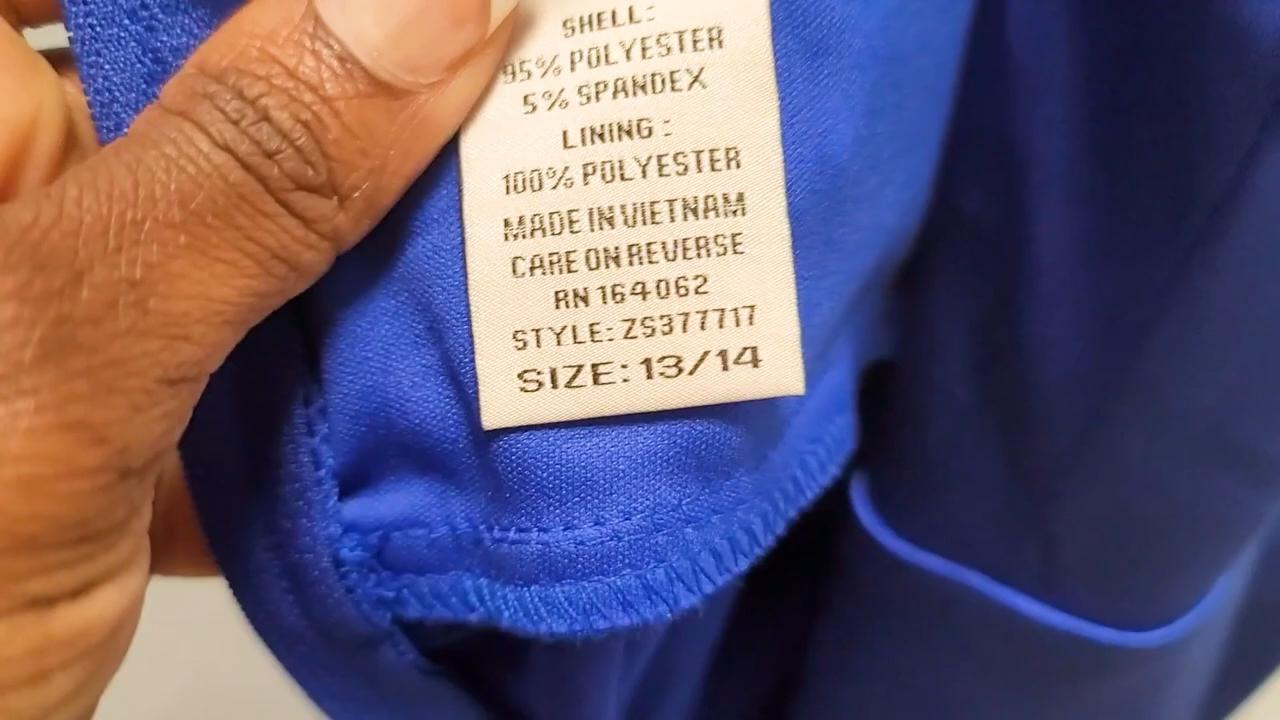 SHELL:
95% POLYESTER
5% SPANDEX
LINING :
100% POLYESTER
MADE IN VIETNAM
CARE ON REVERSE
RN 164062
STYLE: ZS377717
SIZE: 13/14